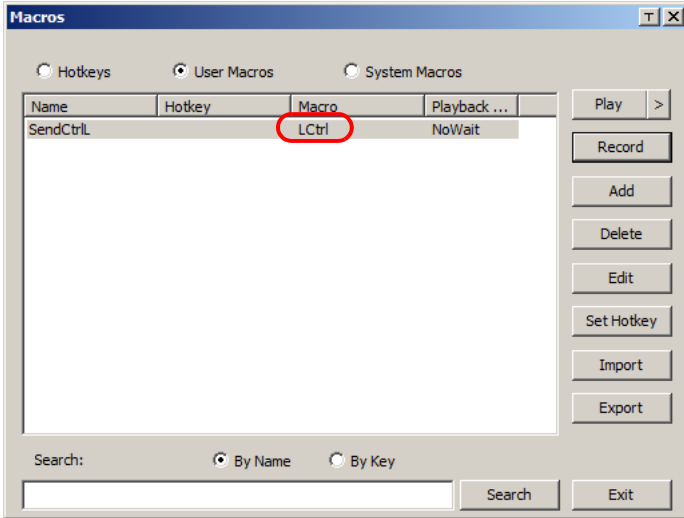 Macros
Hotkeys User Macros System Macros
Name Hotkey Macro Playback ... Play >
SendCtrlL LCtrl NoWait
Record
Add
Delete
Edit
Set Hotkey
Import
Export
Search: By Name By Key
Search Exit